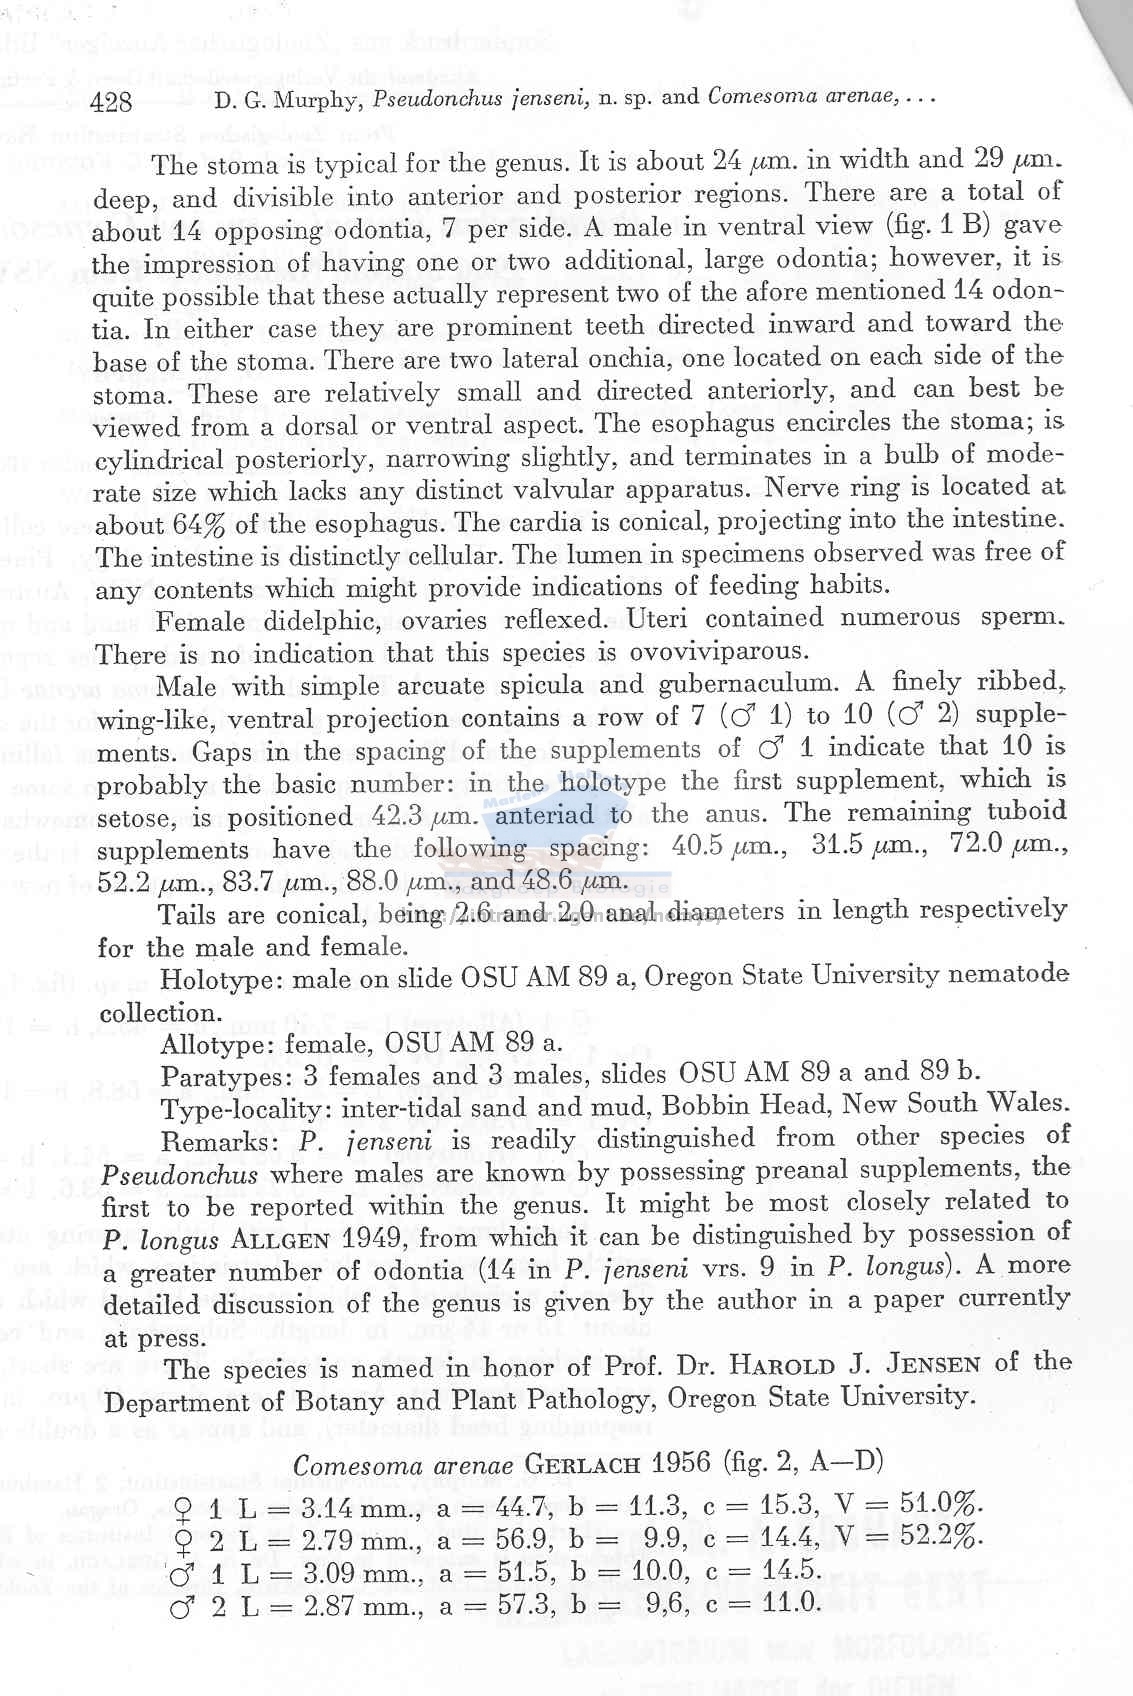 428 D. G. Murphy, Pseudonchus jenseni, n. sp. and Comesoma arenae, . . .
The stoma is typical for the genus. It is about 24 μm. in width and 29 μm.
deep, and divisible into anterior and posterior regions. There are a total of
about 14 opposing odontia, 7 per side. A male in ventral view (fig. 1 B) gave
the impression of having one or two additional, large odontia; however, it is
quite possible that these actually represent two of the afore mentioned 14 odon-
tia. In either case they are prominent teeth directed inward and toward the
base of the stoma. There are two lateral onchia, one located on each side of the
stoma. These are relatively small and directed anteriorly, and can best be
viewed from a dorsal or ventral aspect. The esophagus encircles the stoma; is
cylindrical posteriorly, narrowing slightly, and terminates in a bulb of mode-
rate size which lacks any distinct valvular apparatus. Nerve ring is located at
about 64% of the esophagus. The cardia is conical, projecting into the intestine.
The intestine is distinctly cellular. The lumen in specimens observed was free of
any contents which might provide indications of feeding habits.
Female didelphic, ovaries reflexed. Uteri contained numerous sperm.
There is no indication that this species is ovoviviparous.
Male with simple arcuate spicula and gubernaculum. A finely ribbed,
wing-like, ventral projection contains a row of 7 (♂ 1) to 10 (♂ 2) supple-
ments. Gaps in the spacing of the supplements of ♂ 1 indicate that 10 is
probably the basic number: in the holotype the first supplement, which is
setose, is positioned 42.3 μm. anteriad to the anus. The remaining tuboid
supplements have the following spacing: 40.5 μm., 31.5 μm., 72.0 μm.,
52.2 μm., 83.7 μm., 88.0 μm., and 48.6 μm.
Tails are conical, being 2.6 and 2.0 anal diameters in length respectively
for the male and female.
Holotype: male on slide OSU AM 89 a, Oregon State University nematode
collection.
Allotype: female, OSU AM 89 a.
Paratypes: 3 females and 3 males, slides OSU AM 89 a and 89 b.
Type-locality: inter-tidal sand and mud, Bobbin Head, New South Wales.
Remarks: P. jenseni is readily distinguished from other species of
Pseudonchus where males are known by possessing preanal supplements, the
first to be reported within the genus. It might be most closely related to
P. longus ALLGEN 1949, from which it can be distinguished by possession of
a greater number of odontia (14 in P. jenseni vrs. 9 in P. longus). A more
detailed discussion of the genus is given by the author in a paper currently
at press.
The species is named in honor of Prof. Dr. HAROLD J. JENSEN of the
Department of Botany and Plant Pathology, Oregon State University.
Comesoma arenae GERLACH 1956 (fig. 2, A—D)
♀ 1 L = 3.14 mm., a = 44.7, b = 11.3, c = 15.3, V = 51.0%.
♀ 2 L = 2.79 mm., a = 56.9, b = 9.9, c = 14.4, V = 52.2%.
♂ 1 L = 3.09 mm., a = 51.5, b = 10.0, c = 14.5.
♂ 2 L = 2.87 mm., a = 57.3, b = 9,6, c = 11.0.